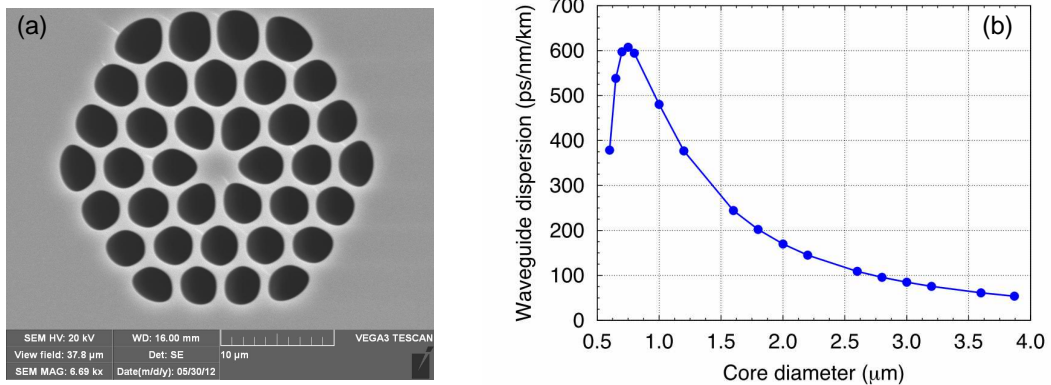 (a)
SEM HV: 20 kV
WD: 16.00 mm
VEGA3 TESCAN
View field: 37.8 µm
Det: SE
10 µm
SEM MAG: 6.69 kx
Date(m/d/y): 05/30/12
(b)
Waveguide dispersion (ps/nm/km)
700
600
500
400
300
200
100
0
0.5 1.0 1.5 2.0 2.5 3.0 3.5 4.0
Core diameter (µm)